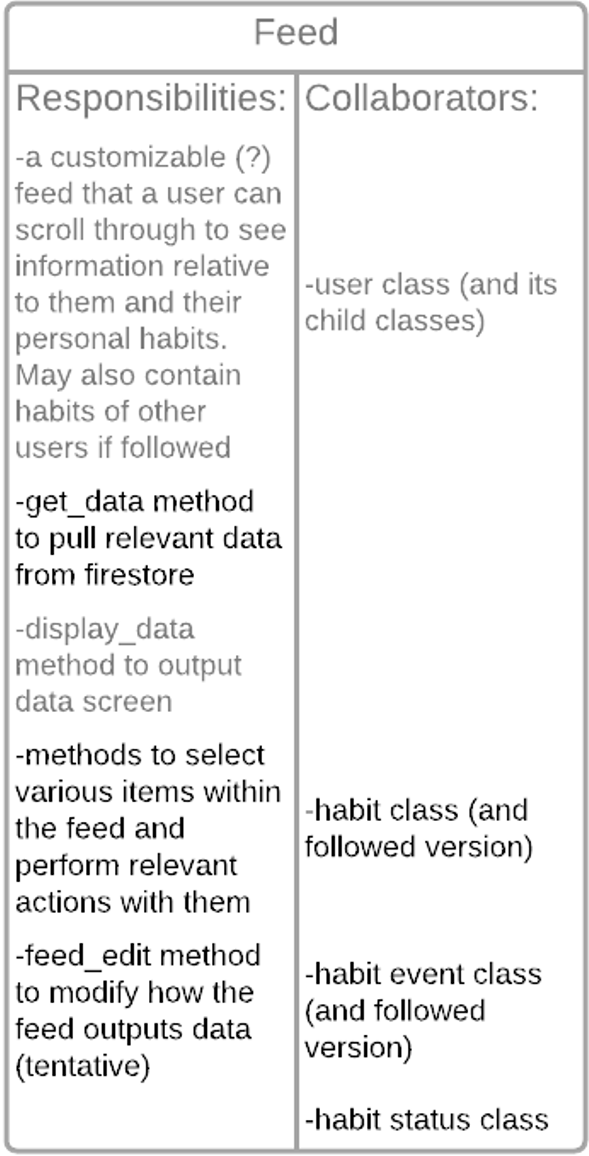 Feed
Responsibilities:
-a customizable (?)
feed that a user can
scroll through to see
information relative
to them and their
personal habits.
May also contain
habits of other
users if followed
-get_data method
to pull relevant data
from firestore
-display_data
method to output
data screen
-methods to select
various items within
the feed and
perform relevant
actions with them
-feed_edit method
to modify how the
feed outputs data
(tentative)
Collaborators:
-user class (and its
child classes)
-habit class (and
followed version)
-habit event class
(and followed
version)
-habit status class